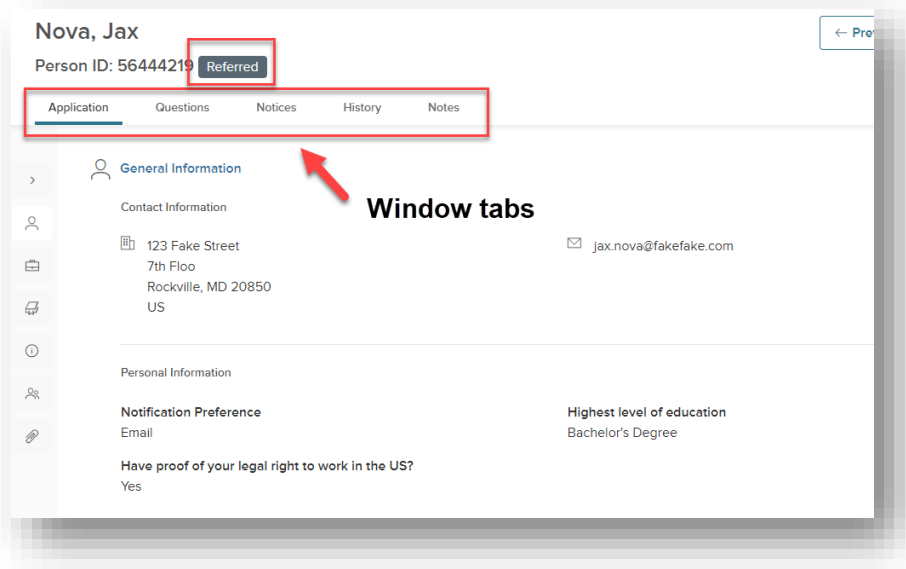 Nova, Jax
← Pre
Person ID: 56444219 Referred
Application Questions Notices History Notes
General Information
Window tabs
Contact Information
123 Fake Street
7th Floo
Rockville, MD 20850
US
jax.nova@fakefake.com
Personal Information
Notification Preference
Email
Highest level of education
Bachelor's Degree
Have proof of your legal right to work in the US?
Yes